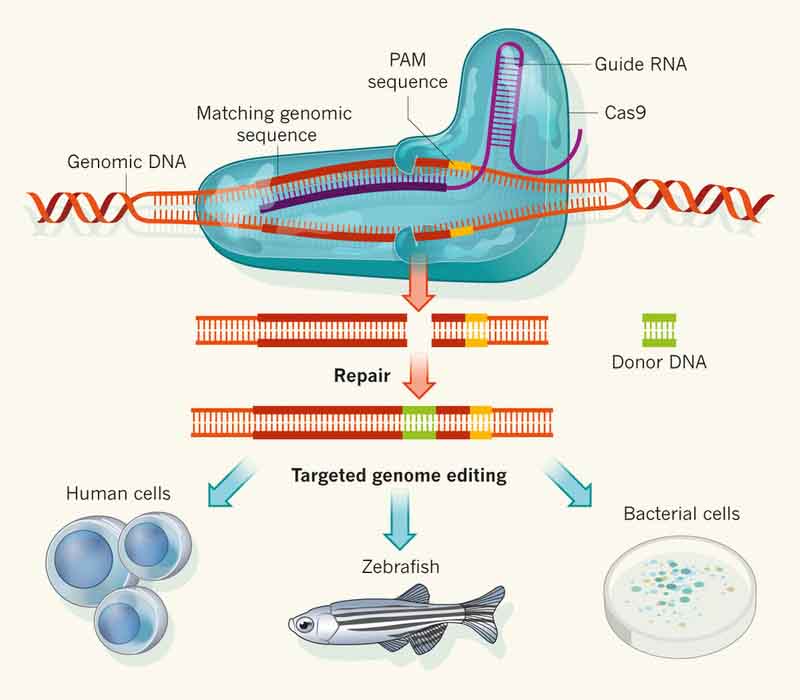 PAM
sequence
Guide RNA
Cas9
Matching genomic
sequence
Genomic DNA
Donor DNA
Repair
Targeted genome editing
Human cells
Bacterial cells
Zebrafish